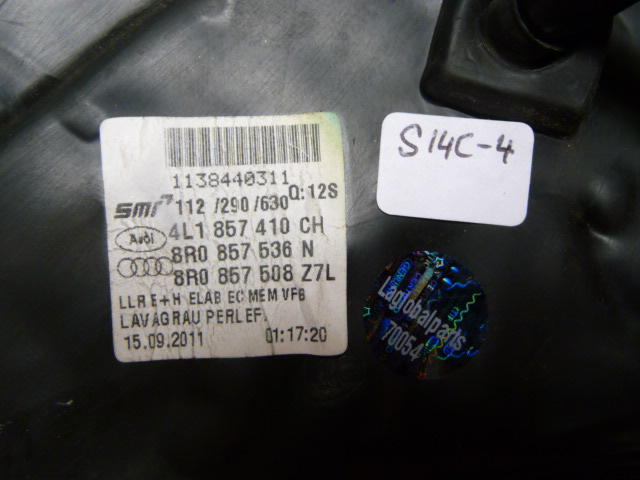 1138440311
smr 112 /290 /630 Q:12S
Audi 4L1 857 410 CH
8R0 857 536 N
8R0 857 508 Z7L
LLR E+H ELAB EC MEM VFG
LAVAGRAU PERLEF.
15.09.2011 01:17:20
S14C-4
Laglobalparts
70054